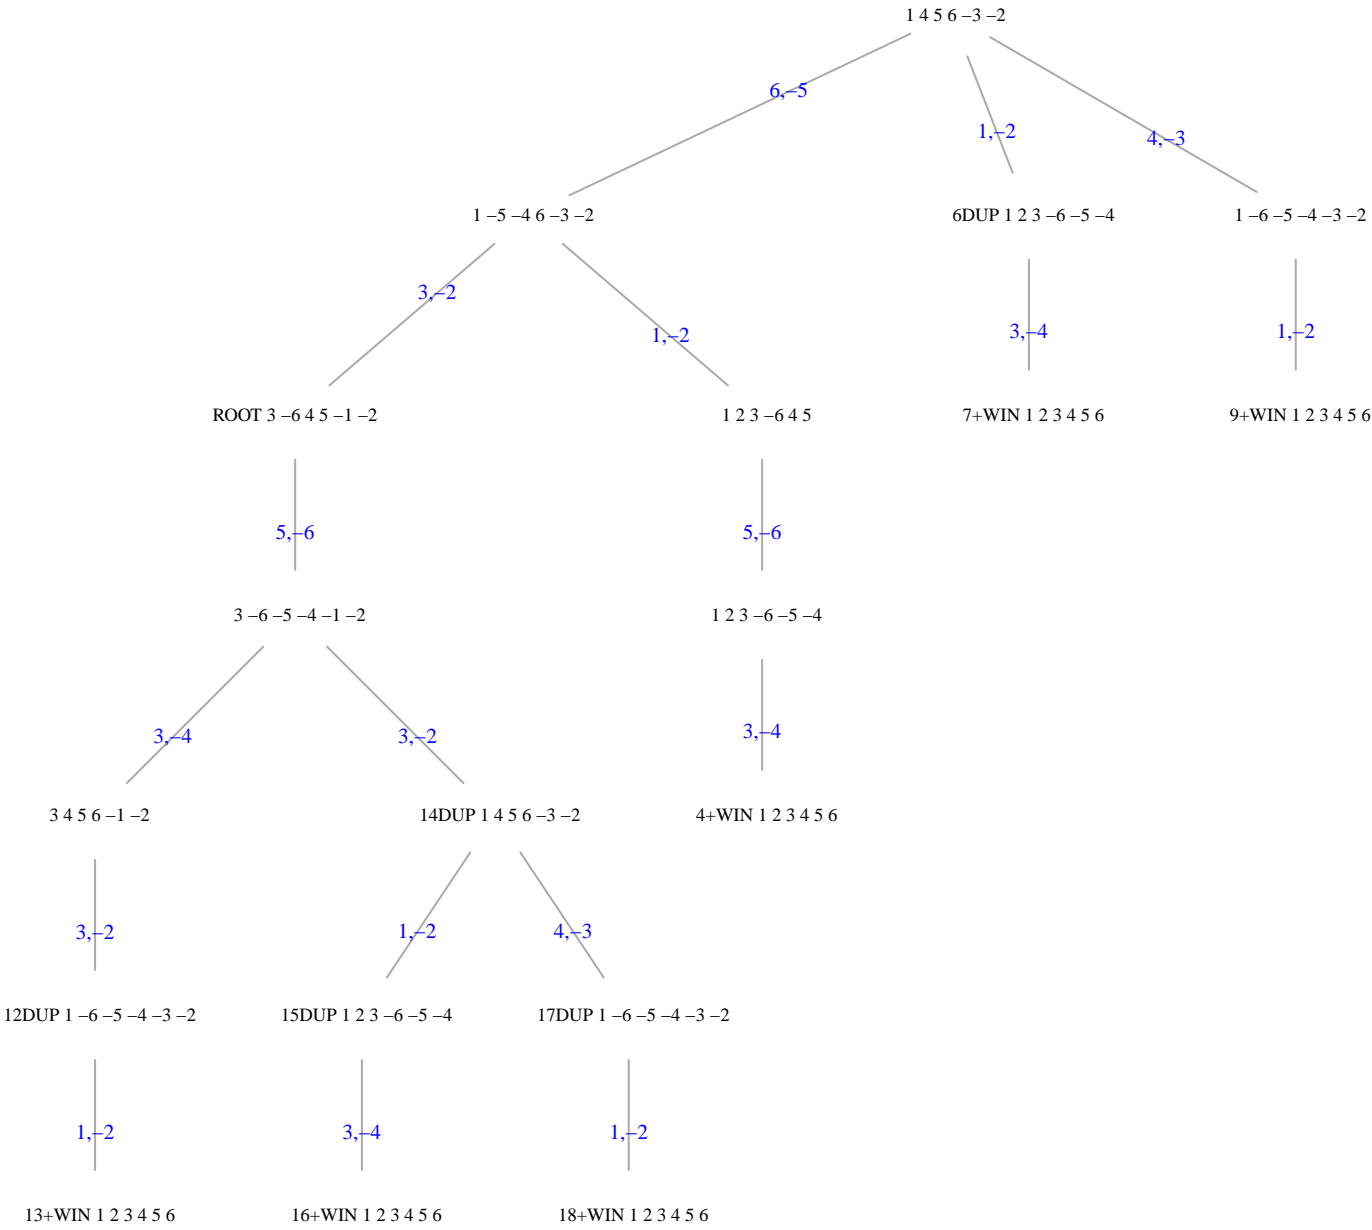 1 4 5 6 –3 –2
6,–5
1,–2
4,–3
1 –5 –4 6 –3 –2
6DUP 1 2 3 –6 –5 –4
1 –6 –5 –4 –3 –2
3,–2
1,–2
3,–4
1,–2
ROOT 3 –6 4 5 –1 –2
1 2 3 –6 4 5
7+WIN 1 2 3 4 5 6
9+WIN 1 2 3 4 5 6
5,–6
5,–6
3 –6 –5 –4 –1 –2
1 2 3 –6 –5 –4
3,–4
3,–2
3,–4
3 4 5 6 –1 –2
14DUP 1 4 5 6 –3 –2
4+WIN 1 2 3 4 5 6
3,–2
1,–2
4,–3
12DUP 1 –6 –5 –4 –3 –2
15DUP 1 2 3 –6 –5 –4
17DUP 1 –6 –5 –4 –3 –2
1,–2
3,–4
1,–2
13+WIN 1 2 3 4 5 6
16+WIN 1 2 3 4 5 6
18+WIN 1 2 3 4 5 6